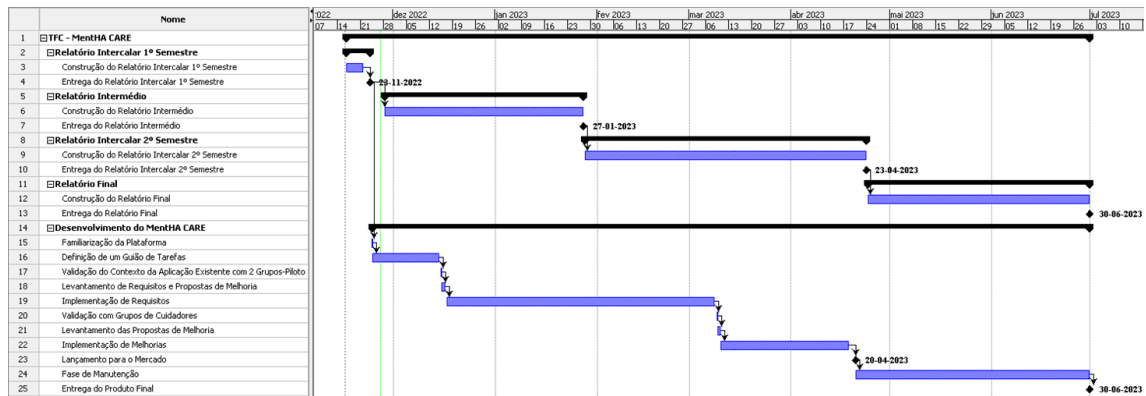 Nome
:022 dez 2022 jan 2023 fev 2023 mar 2023 abr 2023 mai 2023 jun 2023 jul 2023
07 14 21 28 05 12 19 26 02 09 16 23 30 06 13 20 27 06 13 20 27 03 10 17 24 01 08 15 22 29 05 12 19 26 03 10
1 TFC - MentHA CARE
2 Relatório Intercalar 1º Semestre
3 Construção do Relatório Intercalar 1º Semestre
4 Entrega do Relatório Intercalar 1º Semestre 23-11-2022
5 Relatório Intermédio
6 Construção do Relatório Intermédio
7 Entrega do Relatório Intermédio 27-01-2023
8 Relatório Intercalar 2º Semestre
9 Construção do Relatório Intercalar 2º Semestre
10 Entrega do Relatório Intercalar 2º Semestre 23-04-2023
11 Relatório Final
12 Construção do Relatório Final
13 Entrega do Relatório Final 30-06-2023
14 Desenvolvimento do MentHA CARE
15 Familiarização da Plataforma
16 Definição de um Guião de Tarefas
17 Validação do Contexto da Aplicação Existente com 2 Grupos-Piloto
18 Levantamento de Requisitos e Propostas de Melhoria
19 Implementação de Requisitos
20 Validação com Grupos de Cuidadores
21 Levantamento das Propostas de Melhoria
22 Implementação de Melhorias
23 Lançamento para o Mercado 20-04-2023
24 Fase de Manutenção
25 Entrega do Produto Final 30-06-2023